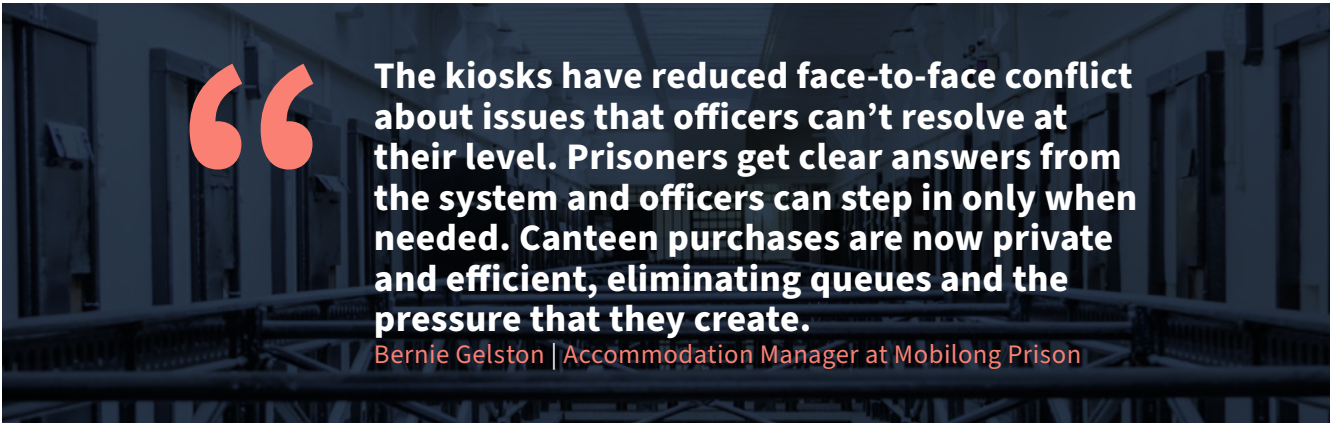 “
The kiosks have reduced face-to-face conflict
about issues that officers can’t resolve at
their level. Prisoners get clear answers from
the system and officers can step in only when
needed. Canteen purchases are now private
and efficient, eliminating queues and the
pressure that they create.
Bernie Gelston | Accommodation Manager at Mobilong Prison